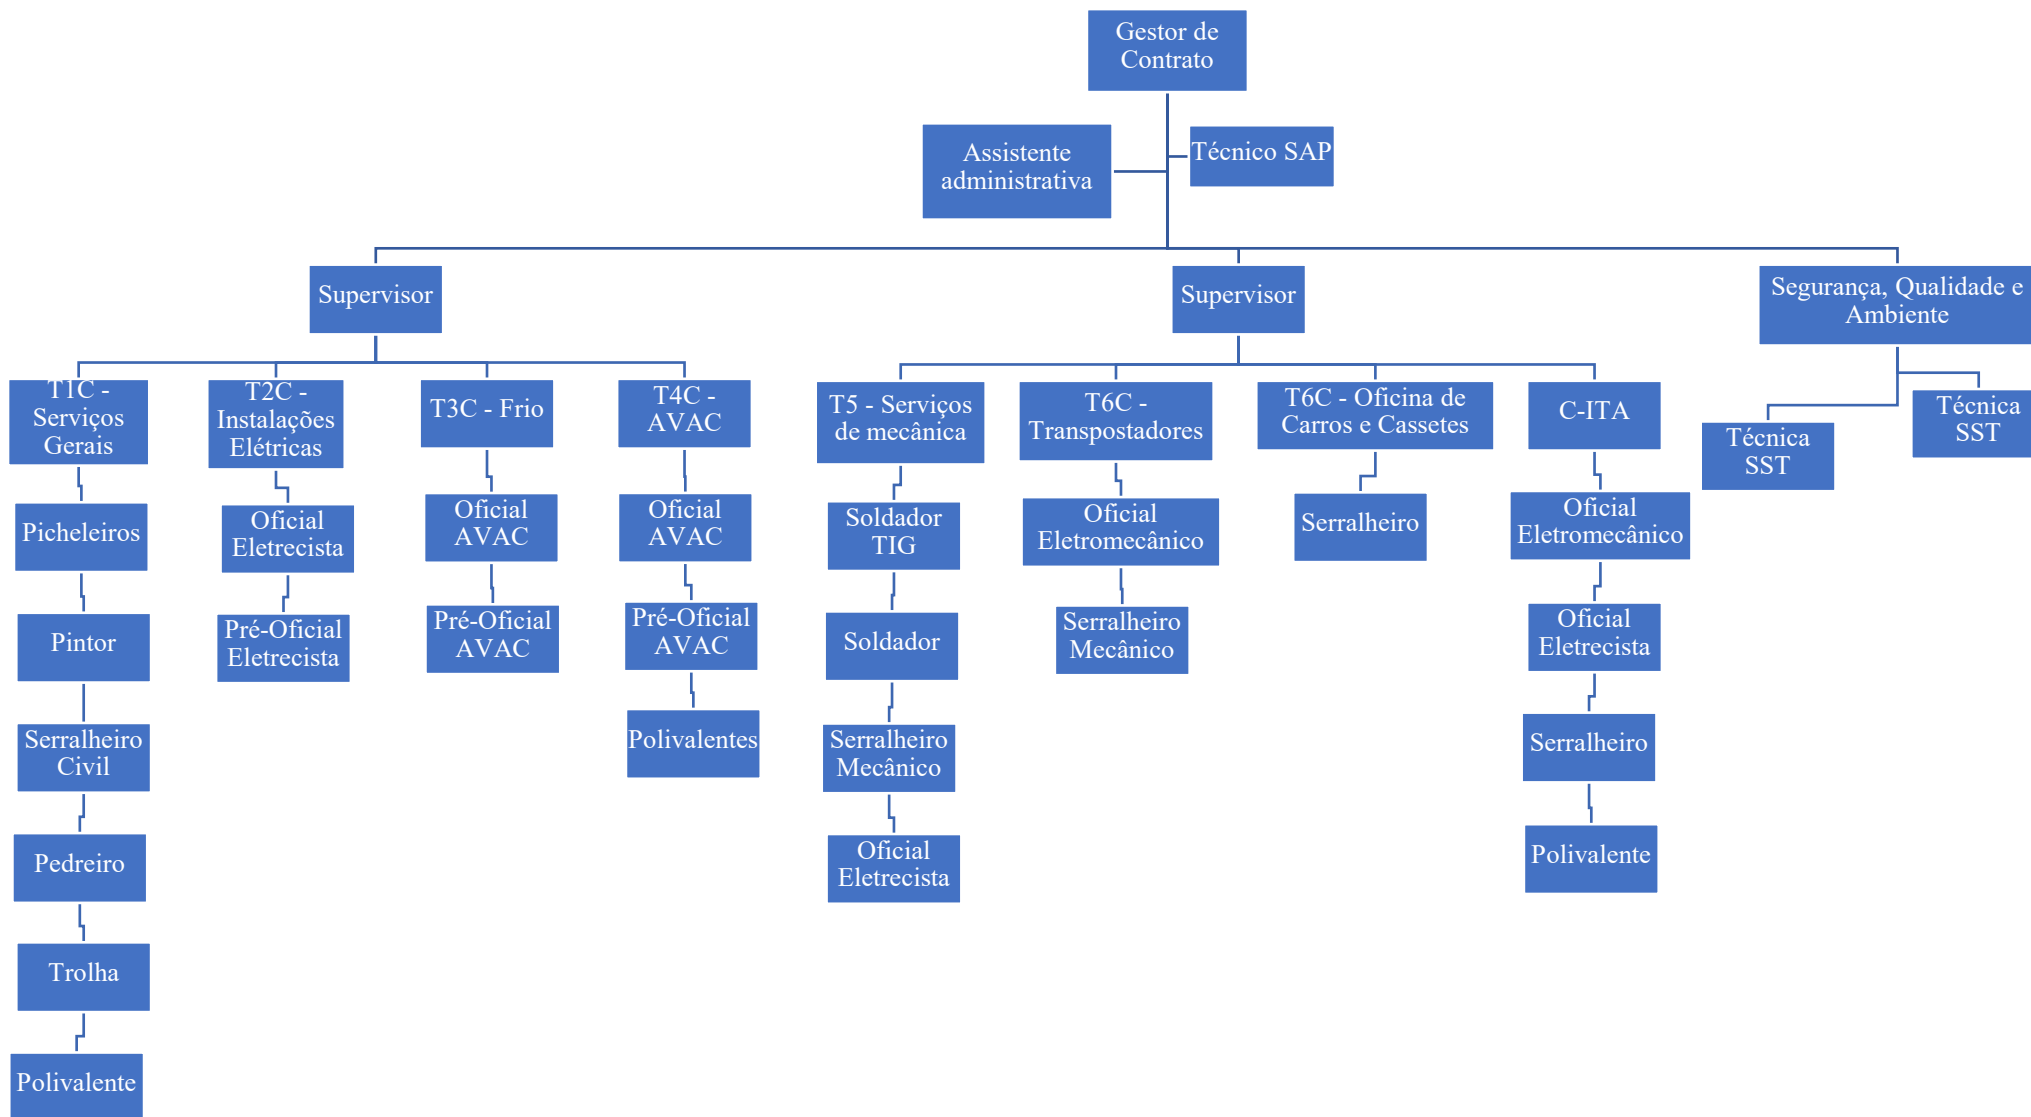 Gestor de
Contrato
Assistente
administrativa
Técnico SAP
Supervisor
Supervisor
Segurança, Qualidade e
Ambiente
T1C -
Serviços
Gerais
T2C -
Instalações
Elétricas
T3C - Frio
T4C -
AVAC
T5 - Serviços
de mecânica
T6C -
Transpostadores
T6C - Oficina de
Carros e Cassetes
C-ITA
Técnica
SST
Técnica
SST
Picheleiros
Oficial
Eletrecista
Oficial
AVAC
Oficial
AVAC
Soldador
TIG
Oficial
Eletromecânico
Serralheiro
Oficial
Eletromecânico
Pintor
Pré-Oficial
Eletrecista
Pré-Oficial
AVAC
Pré-Oficial
AVAC
Soldador
Serralheiro
Mecânico
Oficial
Eletrecista
Serralheiro
Civil
Polivalentes
Serralheiro
Mecânico
Serralheiro
Pedreiro
Oficial
Eletrecista
Polivalente
Trolha
Polivalente